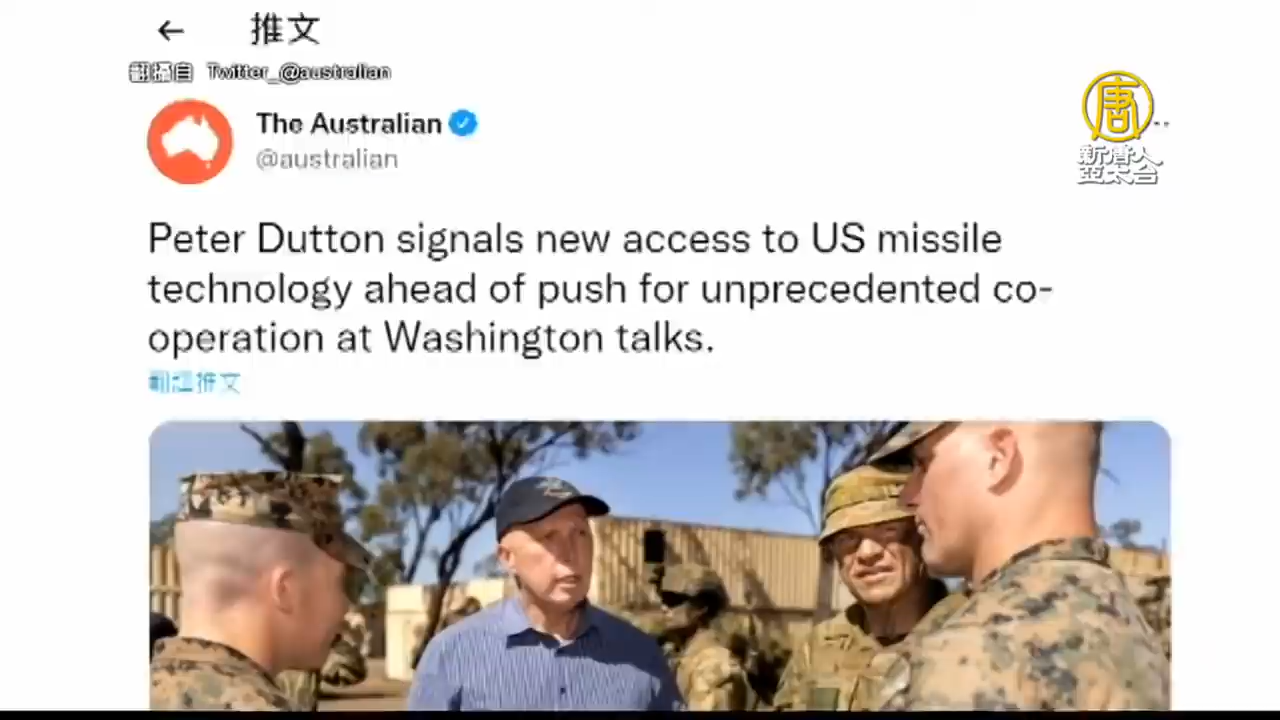 推文
翻攝自 Twitter_@australian
The Australian
@australian
唐
新唐人
亞太台
Peter Dutton signals new access to US missile
technology ahead of push for unprecedented co-
operation at Washington talks.
翻譯推文